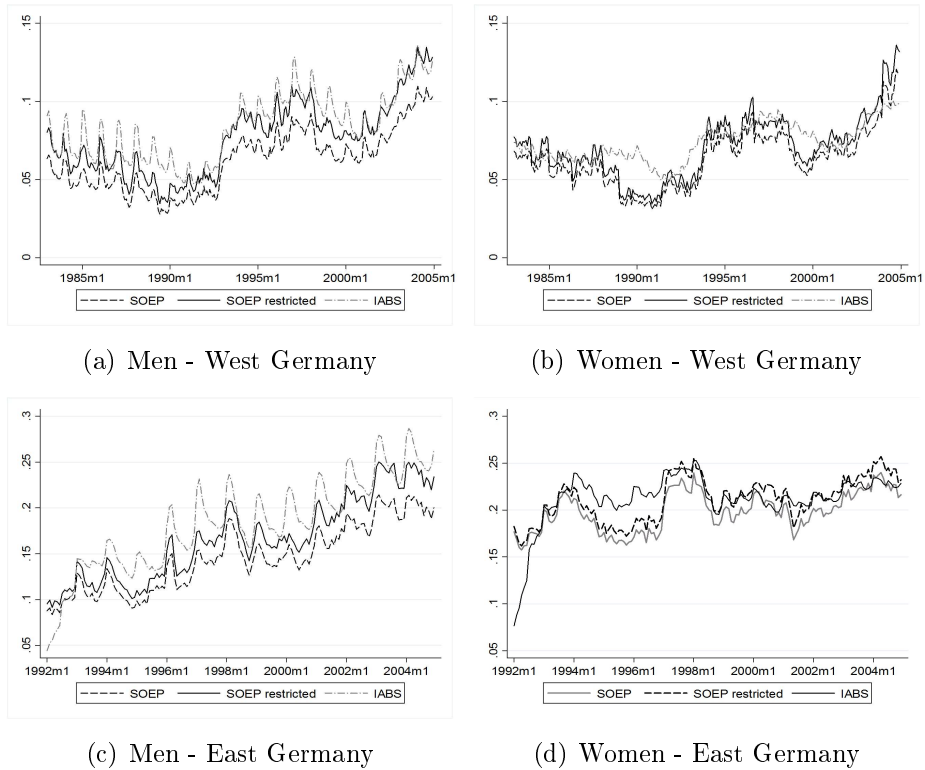 .15
.1
.05
0
1985m1 1990m1 1995m1 2000m1 2005m1
SOEP SOEP restricted IABS
(a) Men - West Germany
.15
.1
.05
0
1985m1 1990m1 1995m1 2000m1 2005m1
SOEP SOEP restricted IABS
(b) Women - West Germany
.3
.25
.2
.15
.1
.05
1992m1 1994m1 1996m1 1998m1 2000m1 2002m1 2004m1
SOEP SOEP restricted IABS
(c) Men - East Germany
.3
.25
.2
.15
.1
.05
1992m1 1994m1 1996m1 1998m1 2000m1 2002m1 2004m1
SOEP SOEP restricted IABS
(d) Women - East Germany